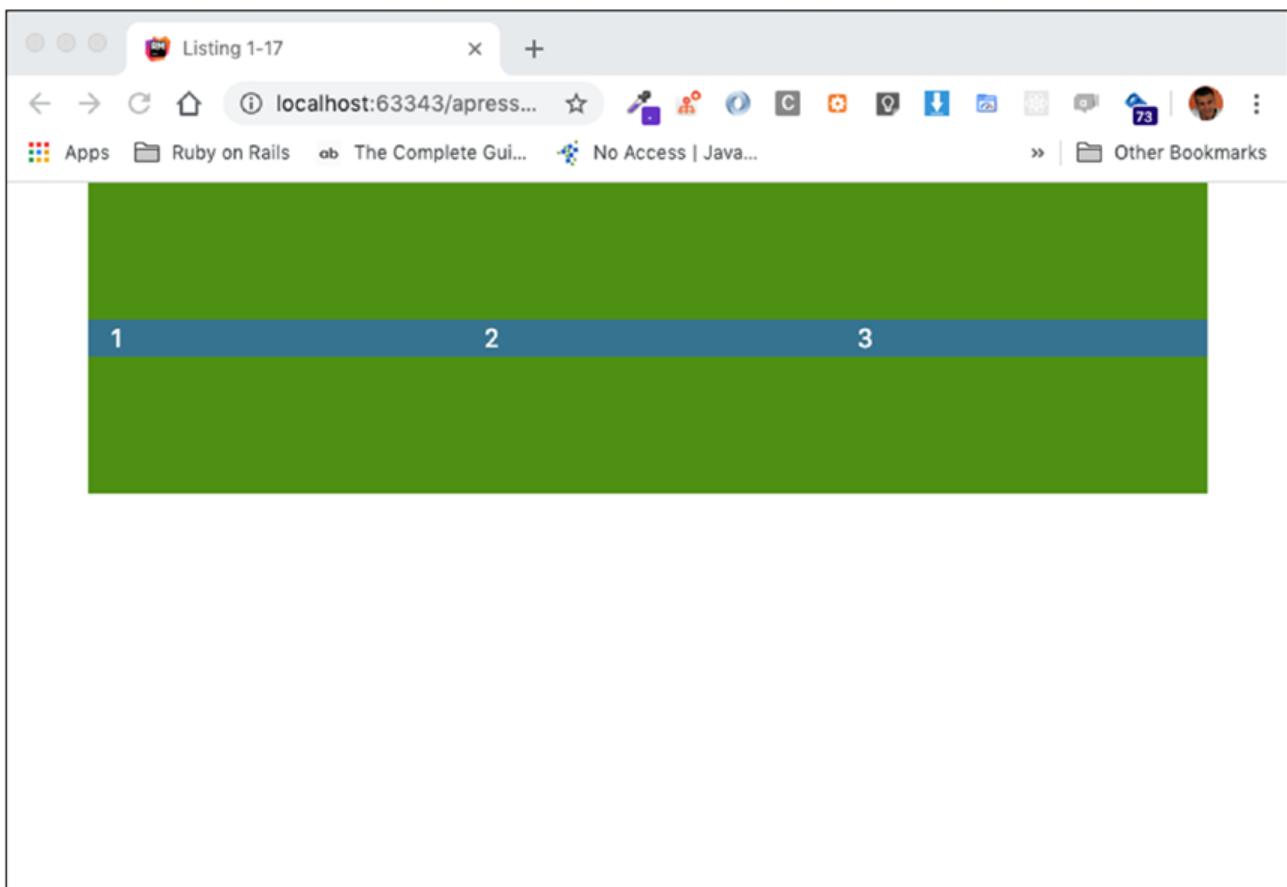 Listing 1-17
localhost:63343/apress...
C
73
Apps Ruby on Rails ab The Complete Gui... No Access | Java... » Other Bookmarks
1 2 3